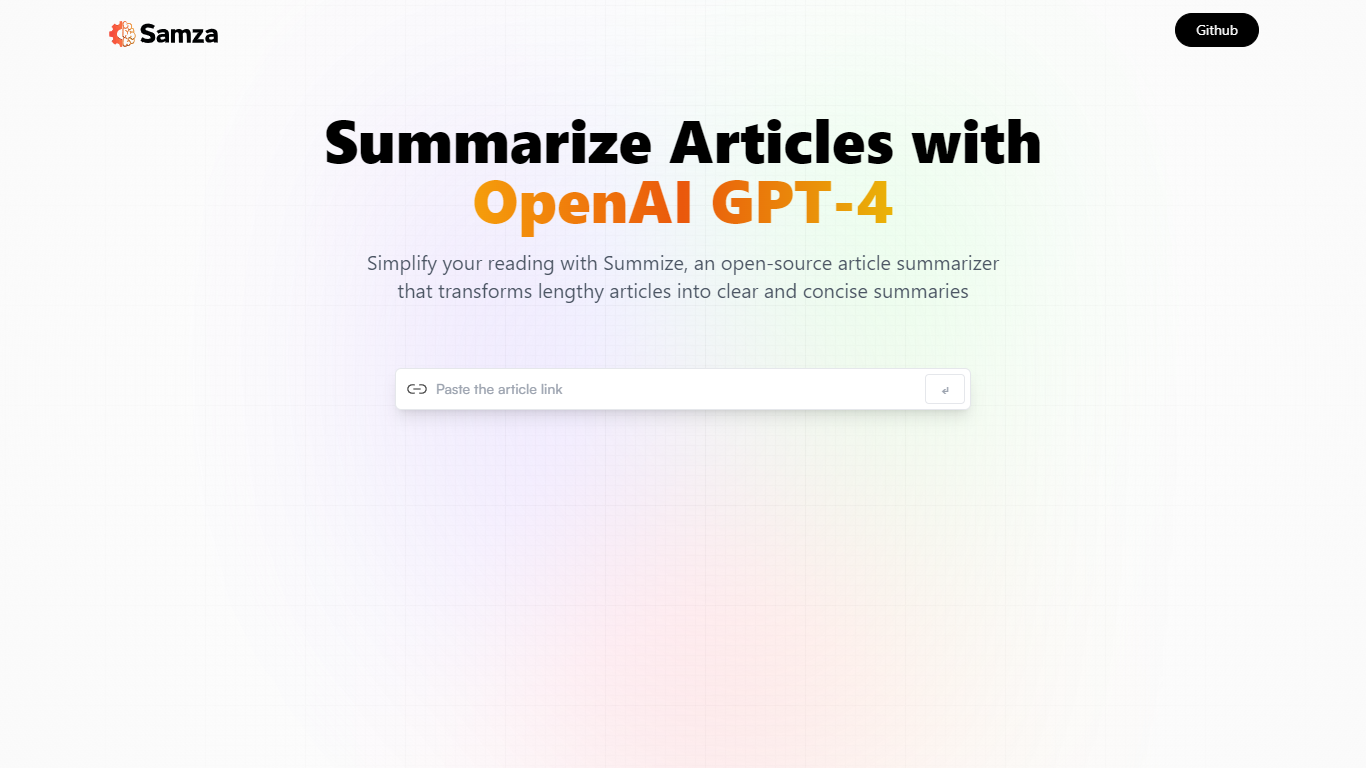 Samza
Github
Summarize Articles with
OpenAI GPT-4
Simplify your reading with Summize, an open-source article summarizer
that transforms lengthy articles into clear and concise summaries
Paste the article link
↵